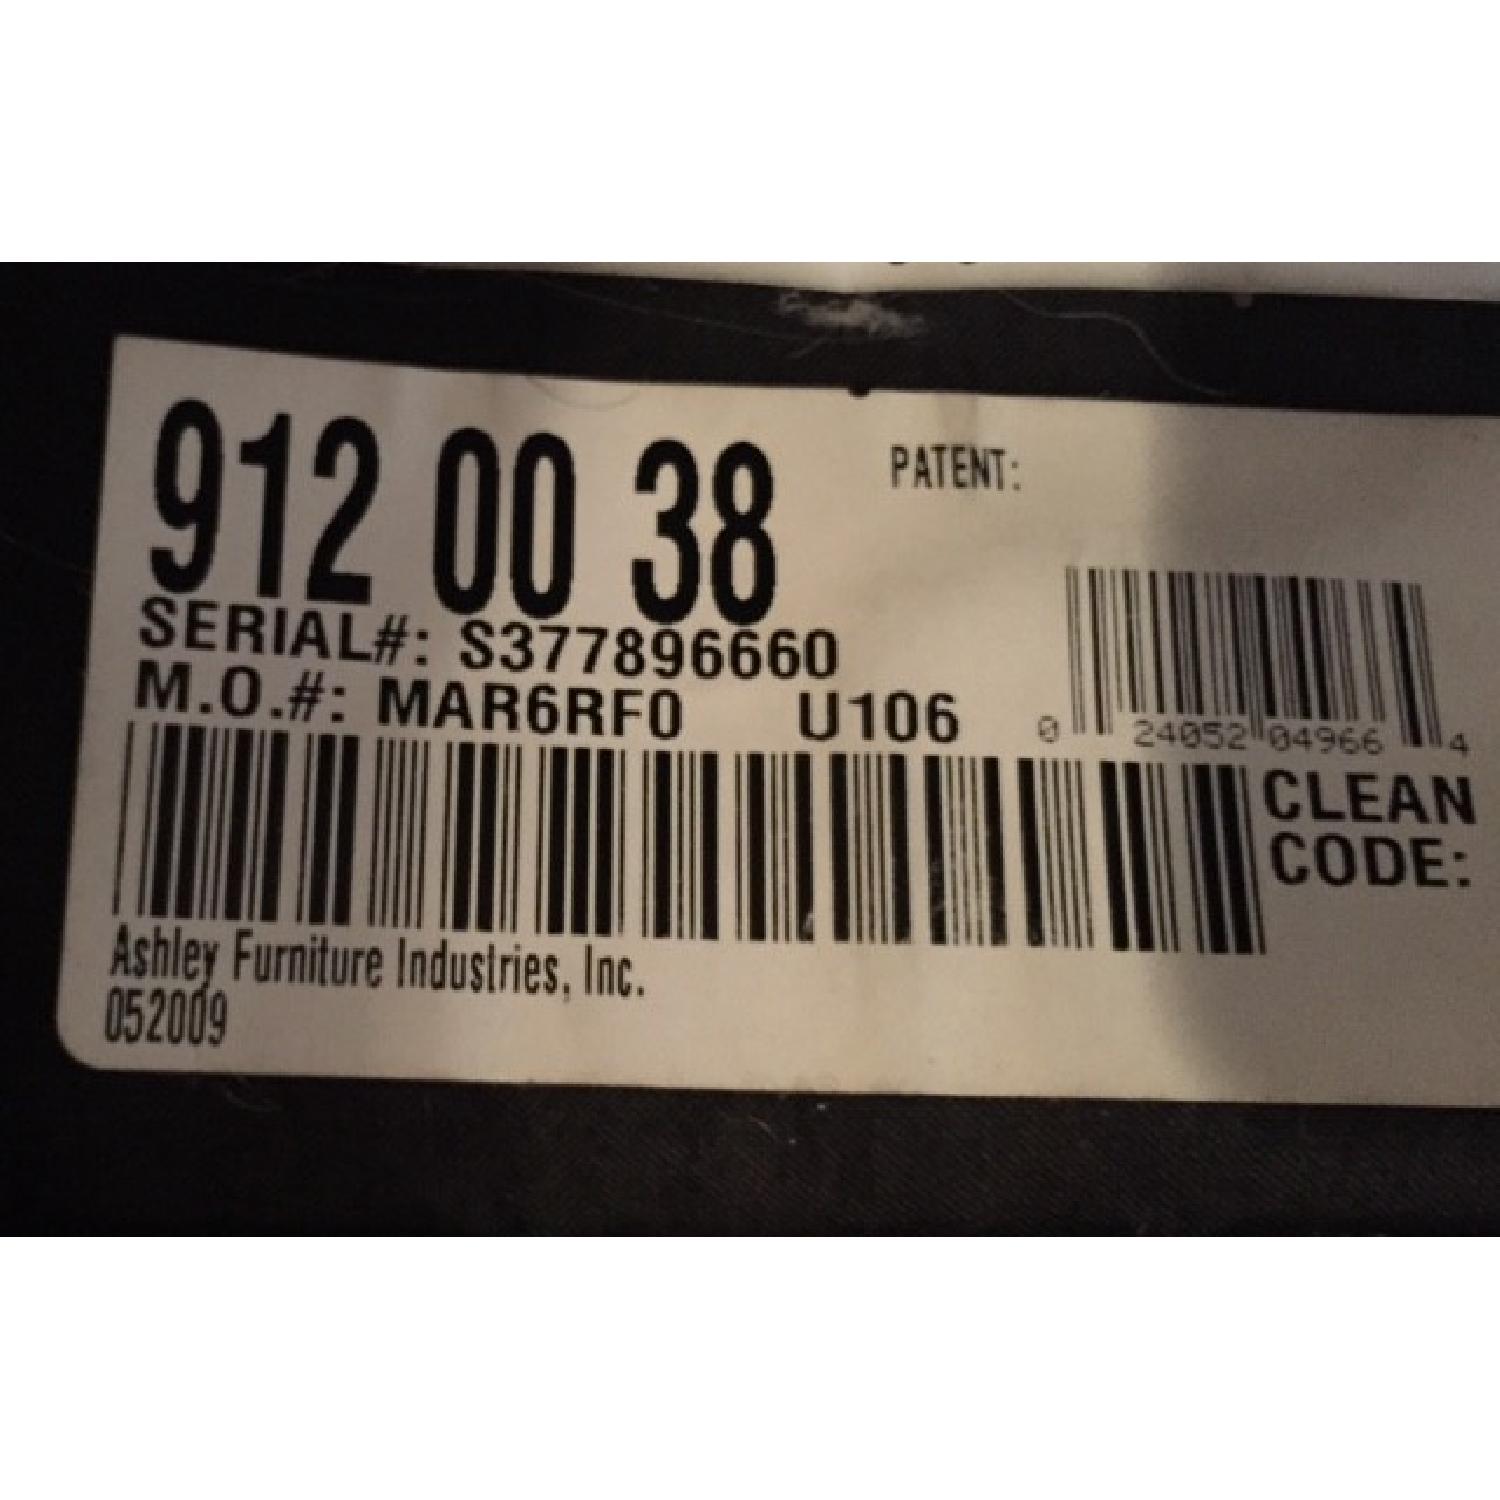 912 00 38
PATENT:
SERIAL#: S377896660
M.O.#: MAR6RF0 U106
0 24052 04966 4
CLEAN
CODE:
Ashley Furniture Industries, Inc.
052009